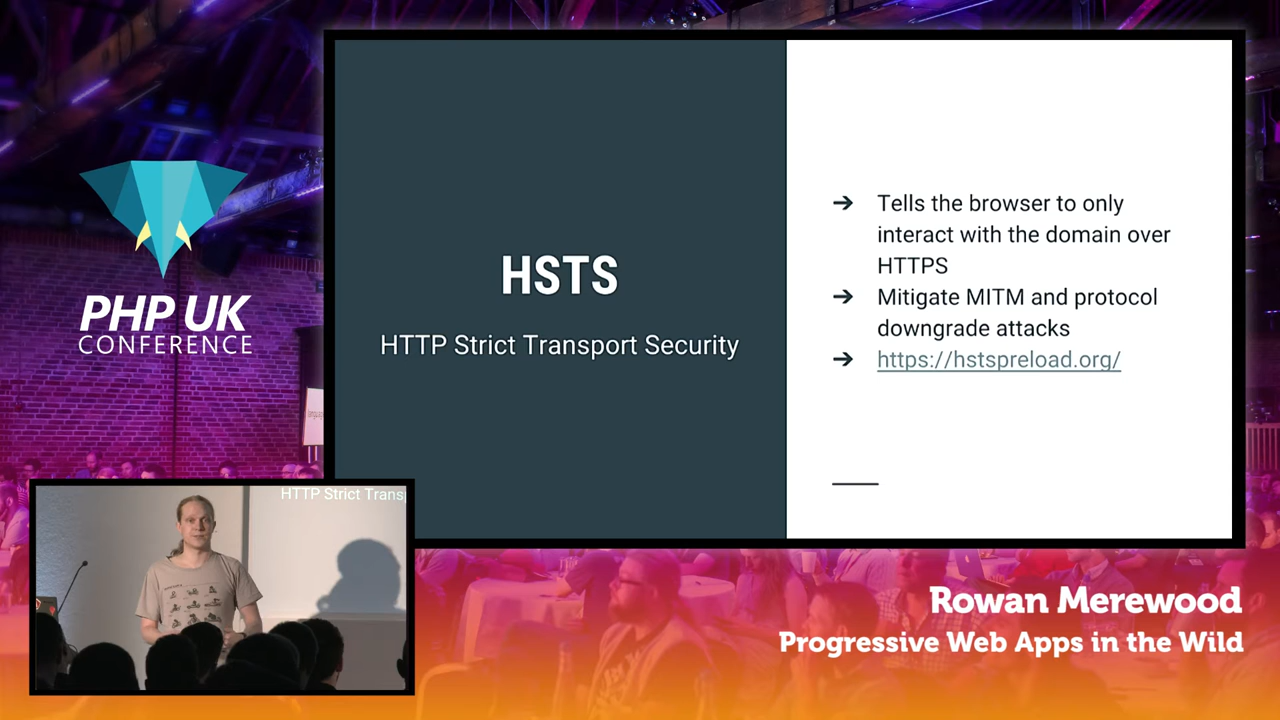 PHP UK
CONFERENCE
HSTS
HTTP Strict Transport Security
➔ Tells the browser to only
interact with the domain over
HTTPS
➔ Mitigate MITM and protocol
downgrade attacks
➔ https://hstspreload.org/
HTTP Strict Transp
Rowan Merewood
Progressive Web Apps in the Wild